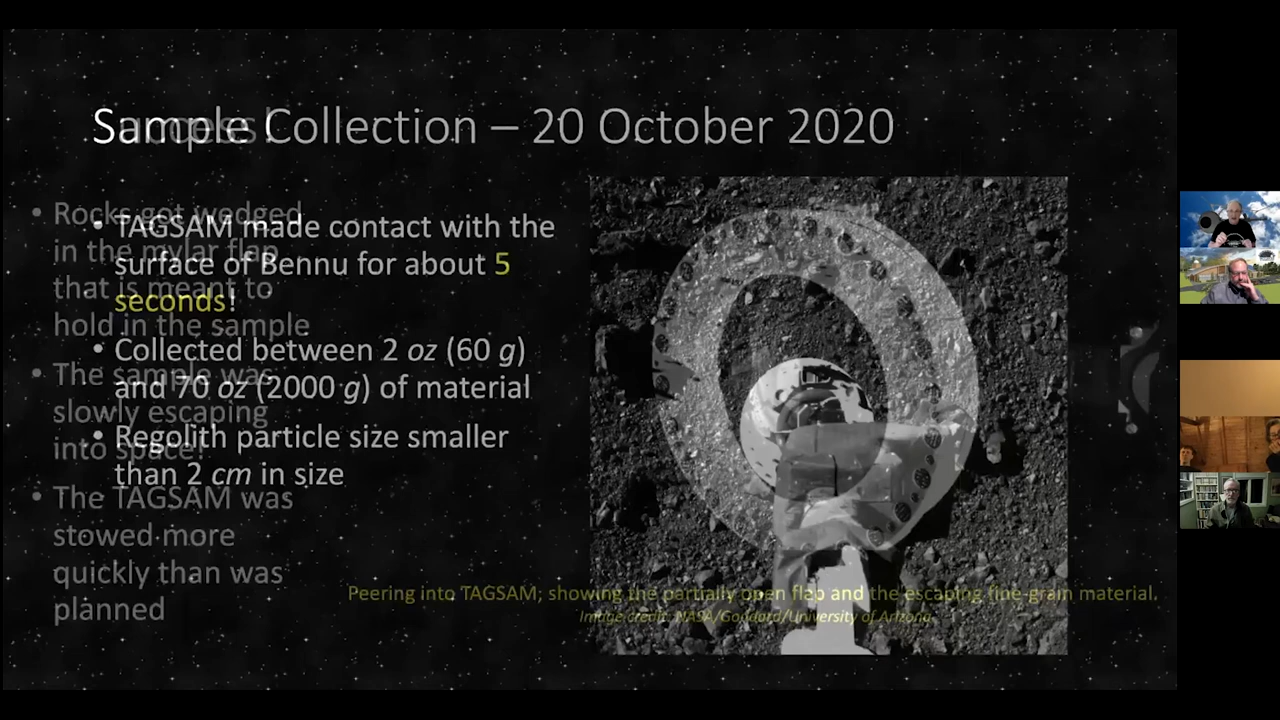 Sample Collection – 20 October 2020
Success!
• TAGSAM made contact with the
surface of Bennu for about 5
seconds!
• Collected between 2 oz (60 g)
and 70 oz (2000 g) of material
• Regolith particle size smaller
than 2 cm in size
• Rocks got wedged
in the mylar flap
that is meant to
hold in the sample
• The sample was
slowly escaping
into space!
• The TAGSAM was
stowed more
quickly than was
planned
Peering into TAGSAM; showing the partially open flap and the escaping fine-grain material.
Image credit: NASA/Goddard/University of Arizona